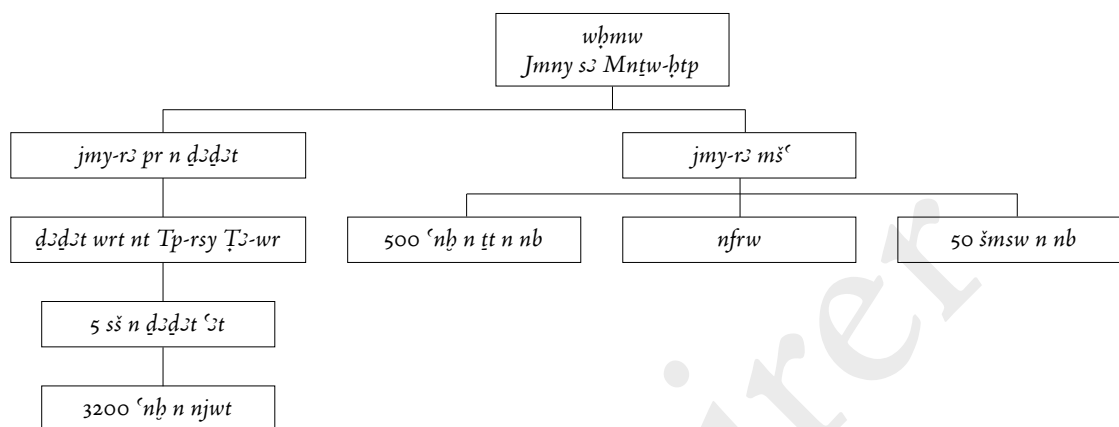 wḥmw
Jmny sꜣ Mnṯw-ḥtp
jmy-rꜣ pr n ḏꜣḏꜣt
jmy-rꜣ mšꜥ
ḏꜣḏꜣt wrt nt Tp-rsy Ṯꜣ-wr
500 ꜥnḫ n ṯt n nb
nfrw
50 šmsw n nb
5 sš n ḏꜣḏꜣt ꜥꜣt
3200 ꜥnḫ n njwt